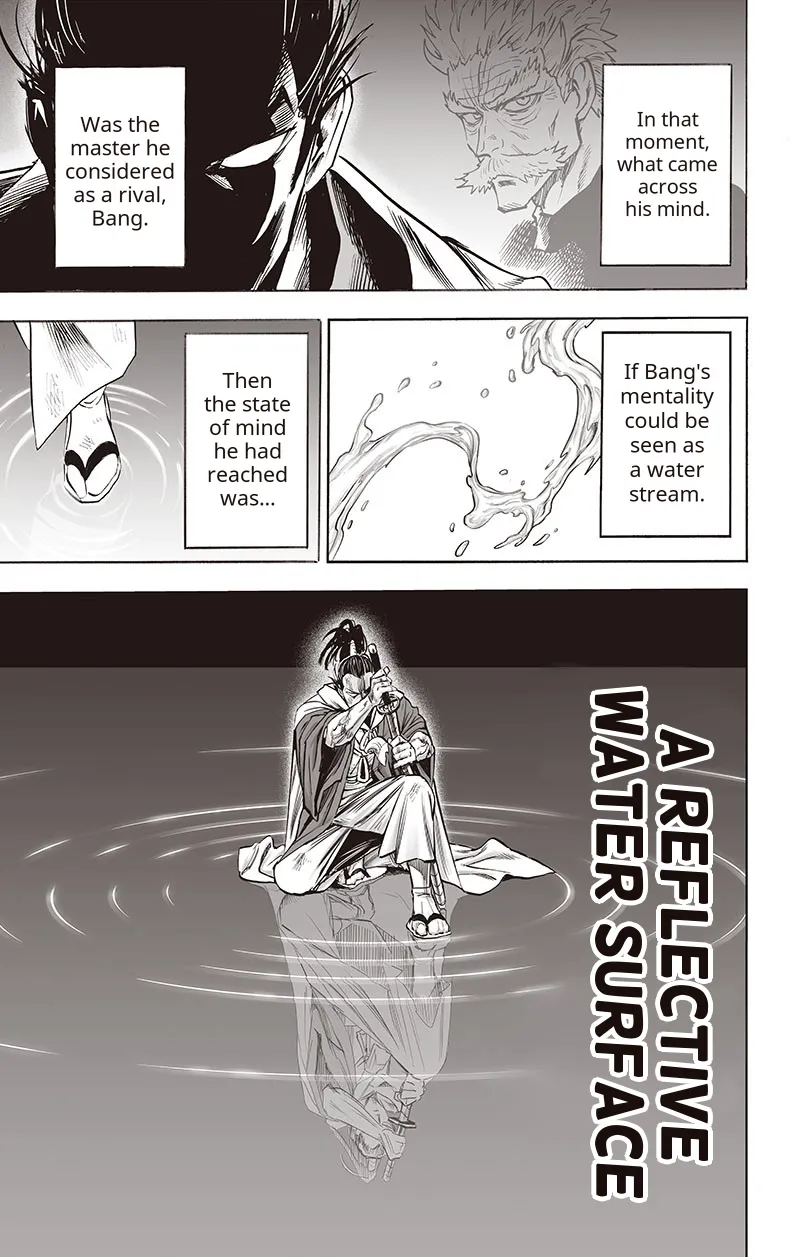 In that
moment,
what came
across
his mind.
Was the
master he
considered
as a rival,
Bang.
If Bang's
mentality
could be
seen as
a water
stream.
Then
the state
of mind
he had
reached
was...
A REFLECTIVE
WATER SURFACE